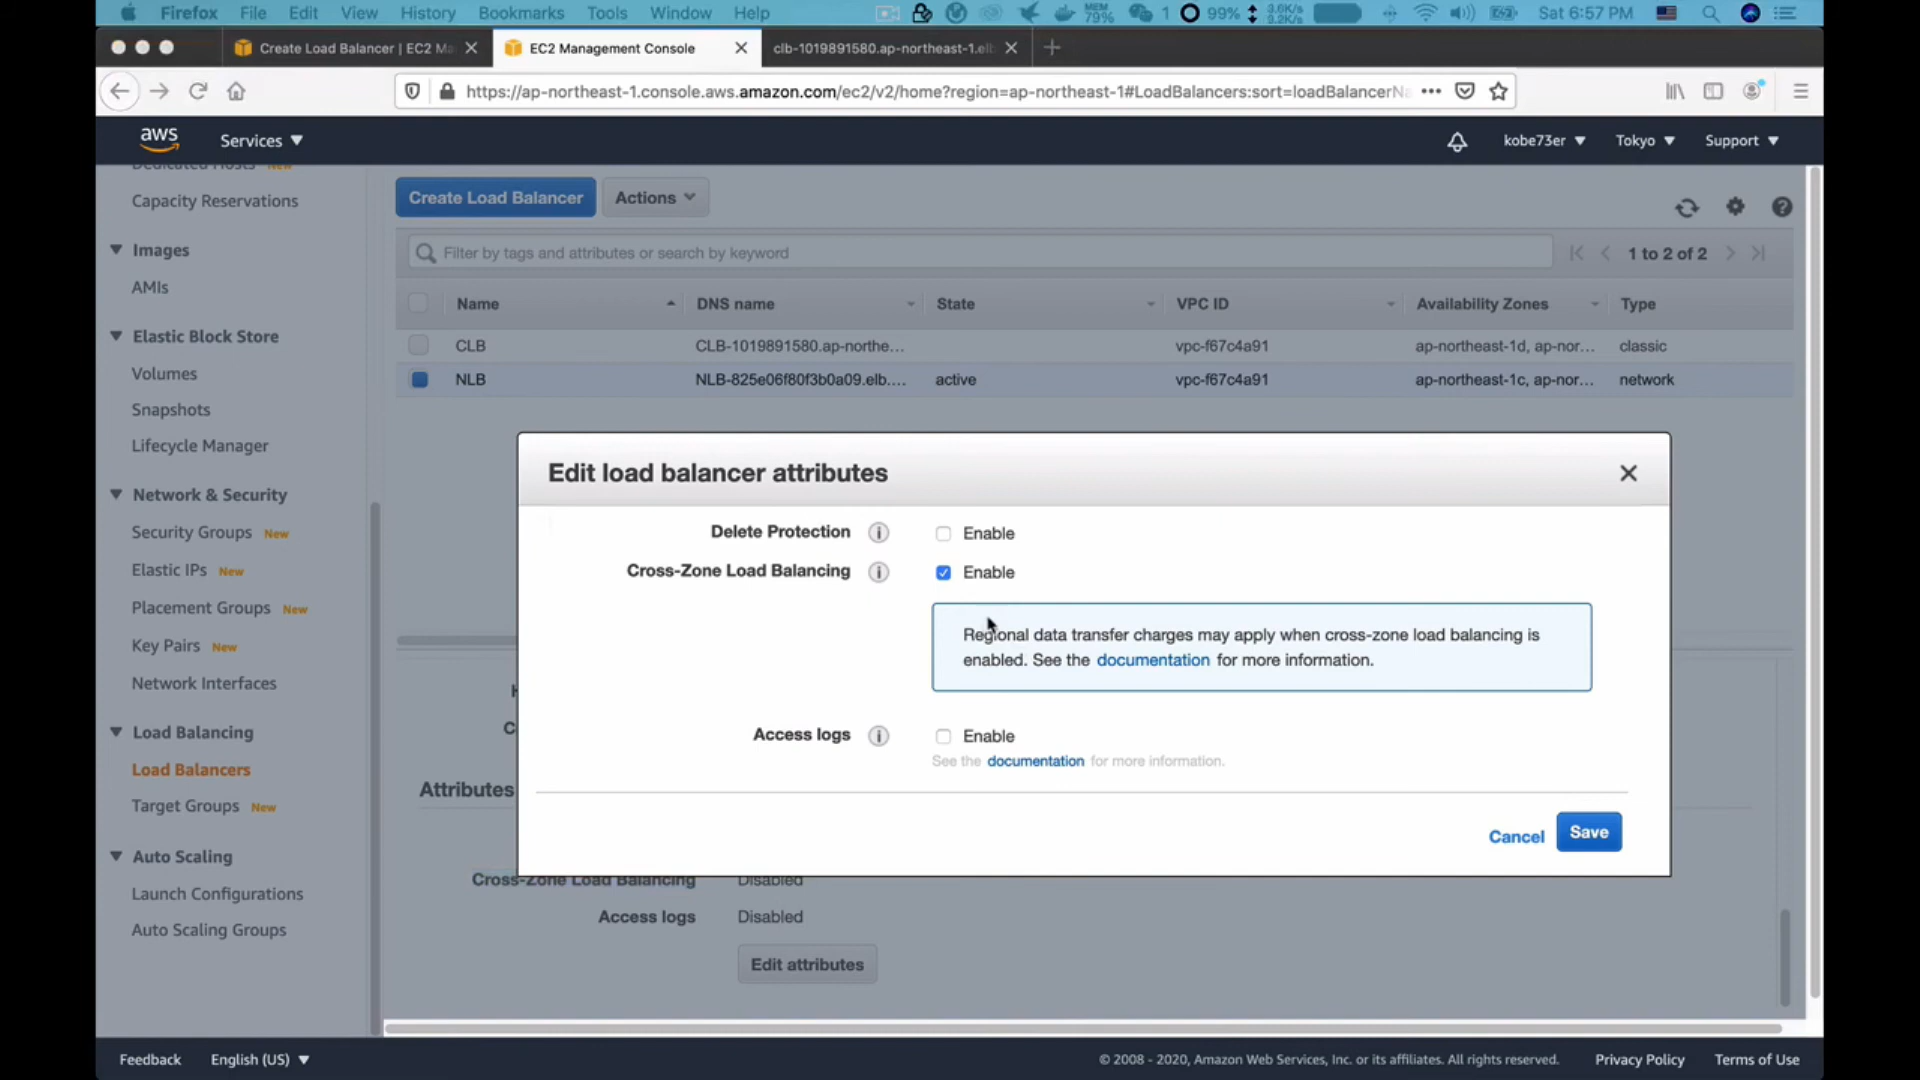 Firefox File Edit View History Bookmarks Tools Window Help MEM 79% 1 99% 3.6K/s 3.2K/s Sat 6:57 PM
Create Load Balancer | EC2 Ma
EC2 Management Console
clb-1019891580.ap-northeast-1.elb
https://ap-northeast-1.console.aws.amazon.com/ec2/v2/home?region=ap-northeast-1#LoadBalancers:sort=loadBalancerNa
aws Services kobe73er Tokyo Support
Dedicated Hosts New
Capacity Reservations
Images
AMIs
Elastic Block Store
Volumes
Snapshots
Lifecycle Manager
Network & Security
Security Groups New
Elastic IPs New
Placement Groups New
Key Pairs New
Network Interfaces
Load Balancing
Load Balancers
Target Groups New
Auto Scaling
Launch Configurations
Auto Scaling Groups
Create Load Balancer Actions
Filter by tags and attributes or search by keyword 1 to 2 of 2
Name DNS name State VPC ID Availability Zones Type
CLB CLB-1019891580.ap-northe... vpc-f67c4a91 ap-northeast-1d, ap-nor... classic
NLB NLB-825e06f80f3b0a09.elb.... active vpc-f67c4a91 ap-northeast-1c, ap-nor... network
Edit load balancer attributes
Delete Protection i Enable
Cross-Zone Load Balancing i Enable
Regional data transfer charges may apply when cross-zone load balancing is
enabled. See the documentation for more information.
Access logs i Enable
See the documentation for more information.
Cancel Save
Attributes
Cross-Zone Load Balancing Disabled
Access logs Disabled
Edit attributes
Feedback English (US) © 2008 - 2020, Amazon Web Services, Inc. or its affiliates. All rights reserved. Privacy Policy Terms of Use